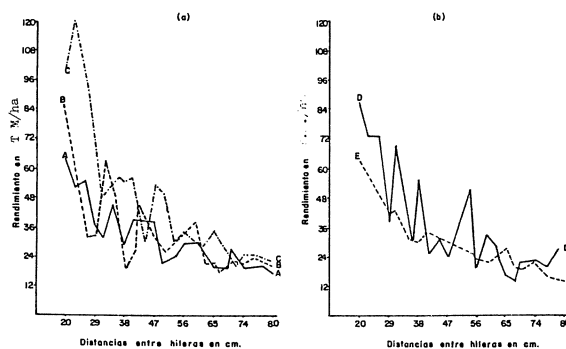 (a)
120
108
96
84
72
60
48
36
24
12
Rendimiento en T M/ha
C
B
A
C
B
A
20 29 38 47 56 65 74 80
Distancias entre hileras en cm.
(b)
120
108
96
84
72
60
48
36
24
12
Rendimiento en
D
E
D
20 29 38 47 56 65 74 80
Distancias entre hileras en cm.